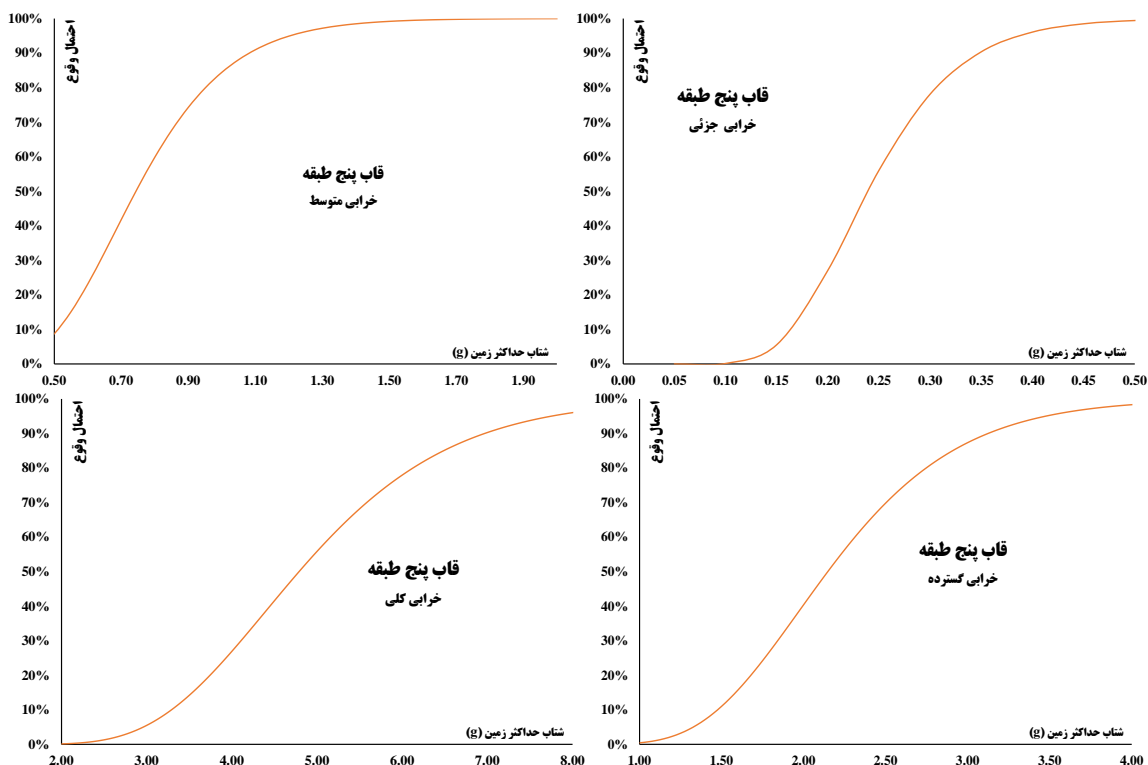 100%
90%
80%
70%
60%
50%
40%
30%
20%
10%
0%
احتمال وقوع
قاب پنج طبقه
خرابی متوسط
شتاب حداکثر زمین (g)
0.50 0.70 0.90 1.10 1.30 1.50 1.70 1.90
100%
90%
80%
70%
60%
50%
40%
30%
20%
10%
0%
احتمال وقوع
قاب پنج طبقه
خرابی جزئی
شتاب حداکثر زمین (g)
0.00 0.05 0.10 0.15 0.20 0.25 0.30 0.35 0.40 0.45 0.50
100%
90%
80%
70%
60%
50%
40%
30%
20%
10%
0%
احتمال وقوع
قاب پنج طبقه
خرابی کلی
شتاب حداکثر زمین (g)
2.00 3.00 4.00 5.00 6.00 7.00 8.00
100%
90%
80%
70%
60%
50%
40%
30%
20%
10%
0%
احتمال وقوع
قاب پنج طبقه
خرابی گسترده
شتاب حداکثر زمین (g)
1.00 1.50 2.00 2.50 3.00 3.50 4.00